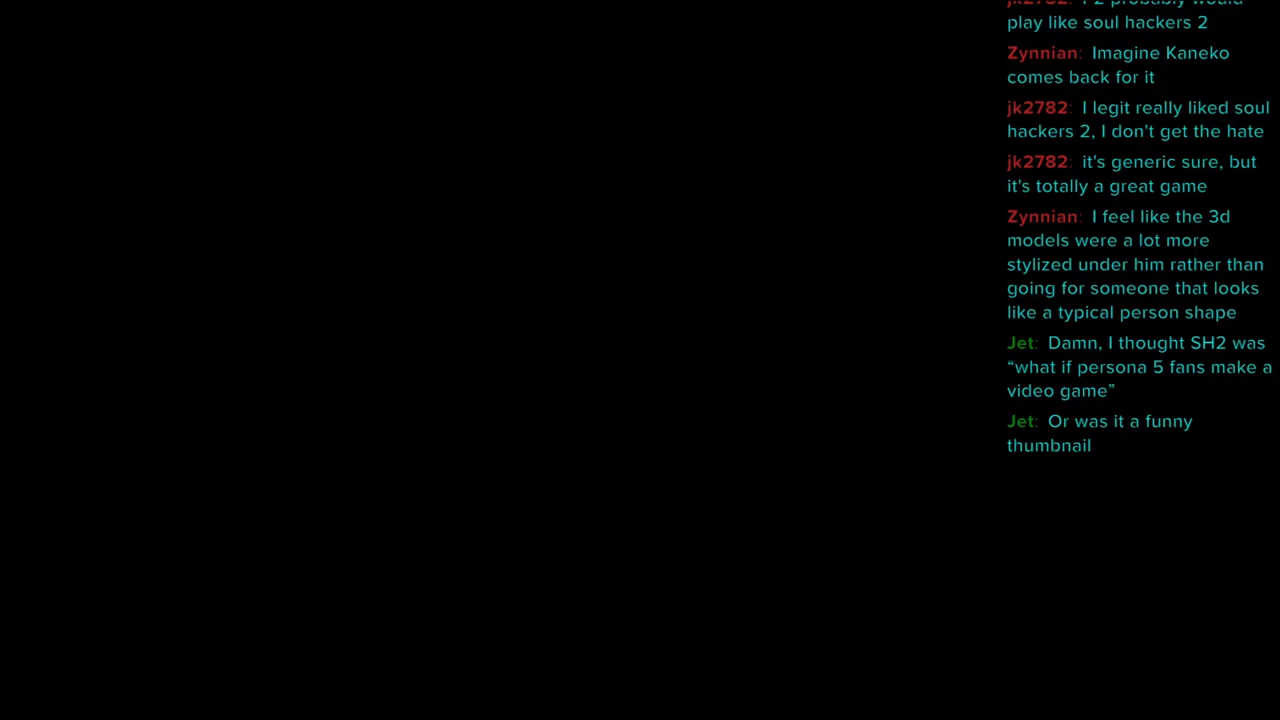 play like soul hackers 2
Zynnian: Imagine Kaneko
comes back for it
jk2782: I legit really liked soul
hackers 2, I don't get the hate
jk2782: it's generic sure, but
it's totally a great game
Zynnian: I feel like the 3d
models were a lot more
stylized under him rather than
going for someone that looks
like a typical person shape
Jet: Damn, I thought SH2 was
“what if persona 5 fans make a
video game”
Jet: Or was it a funny
thumbnail